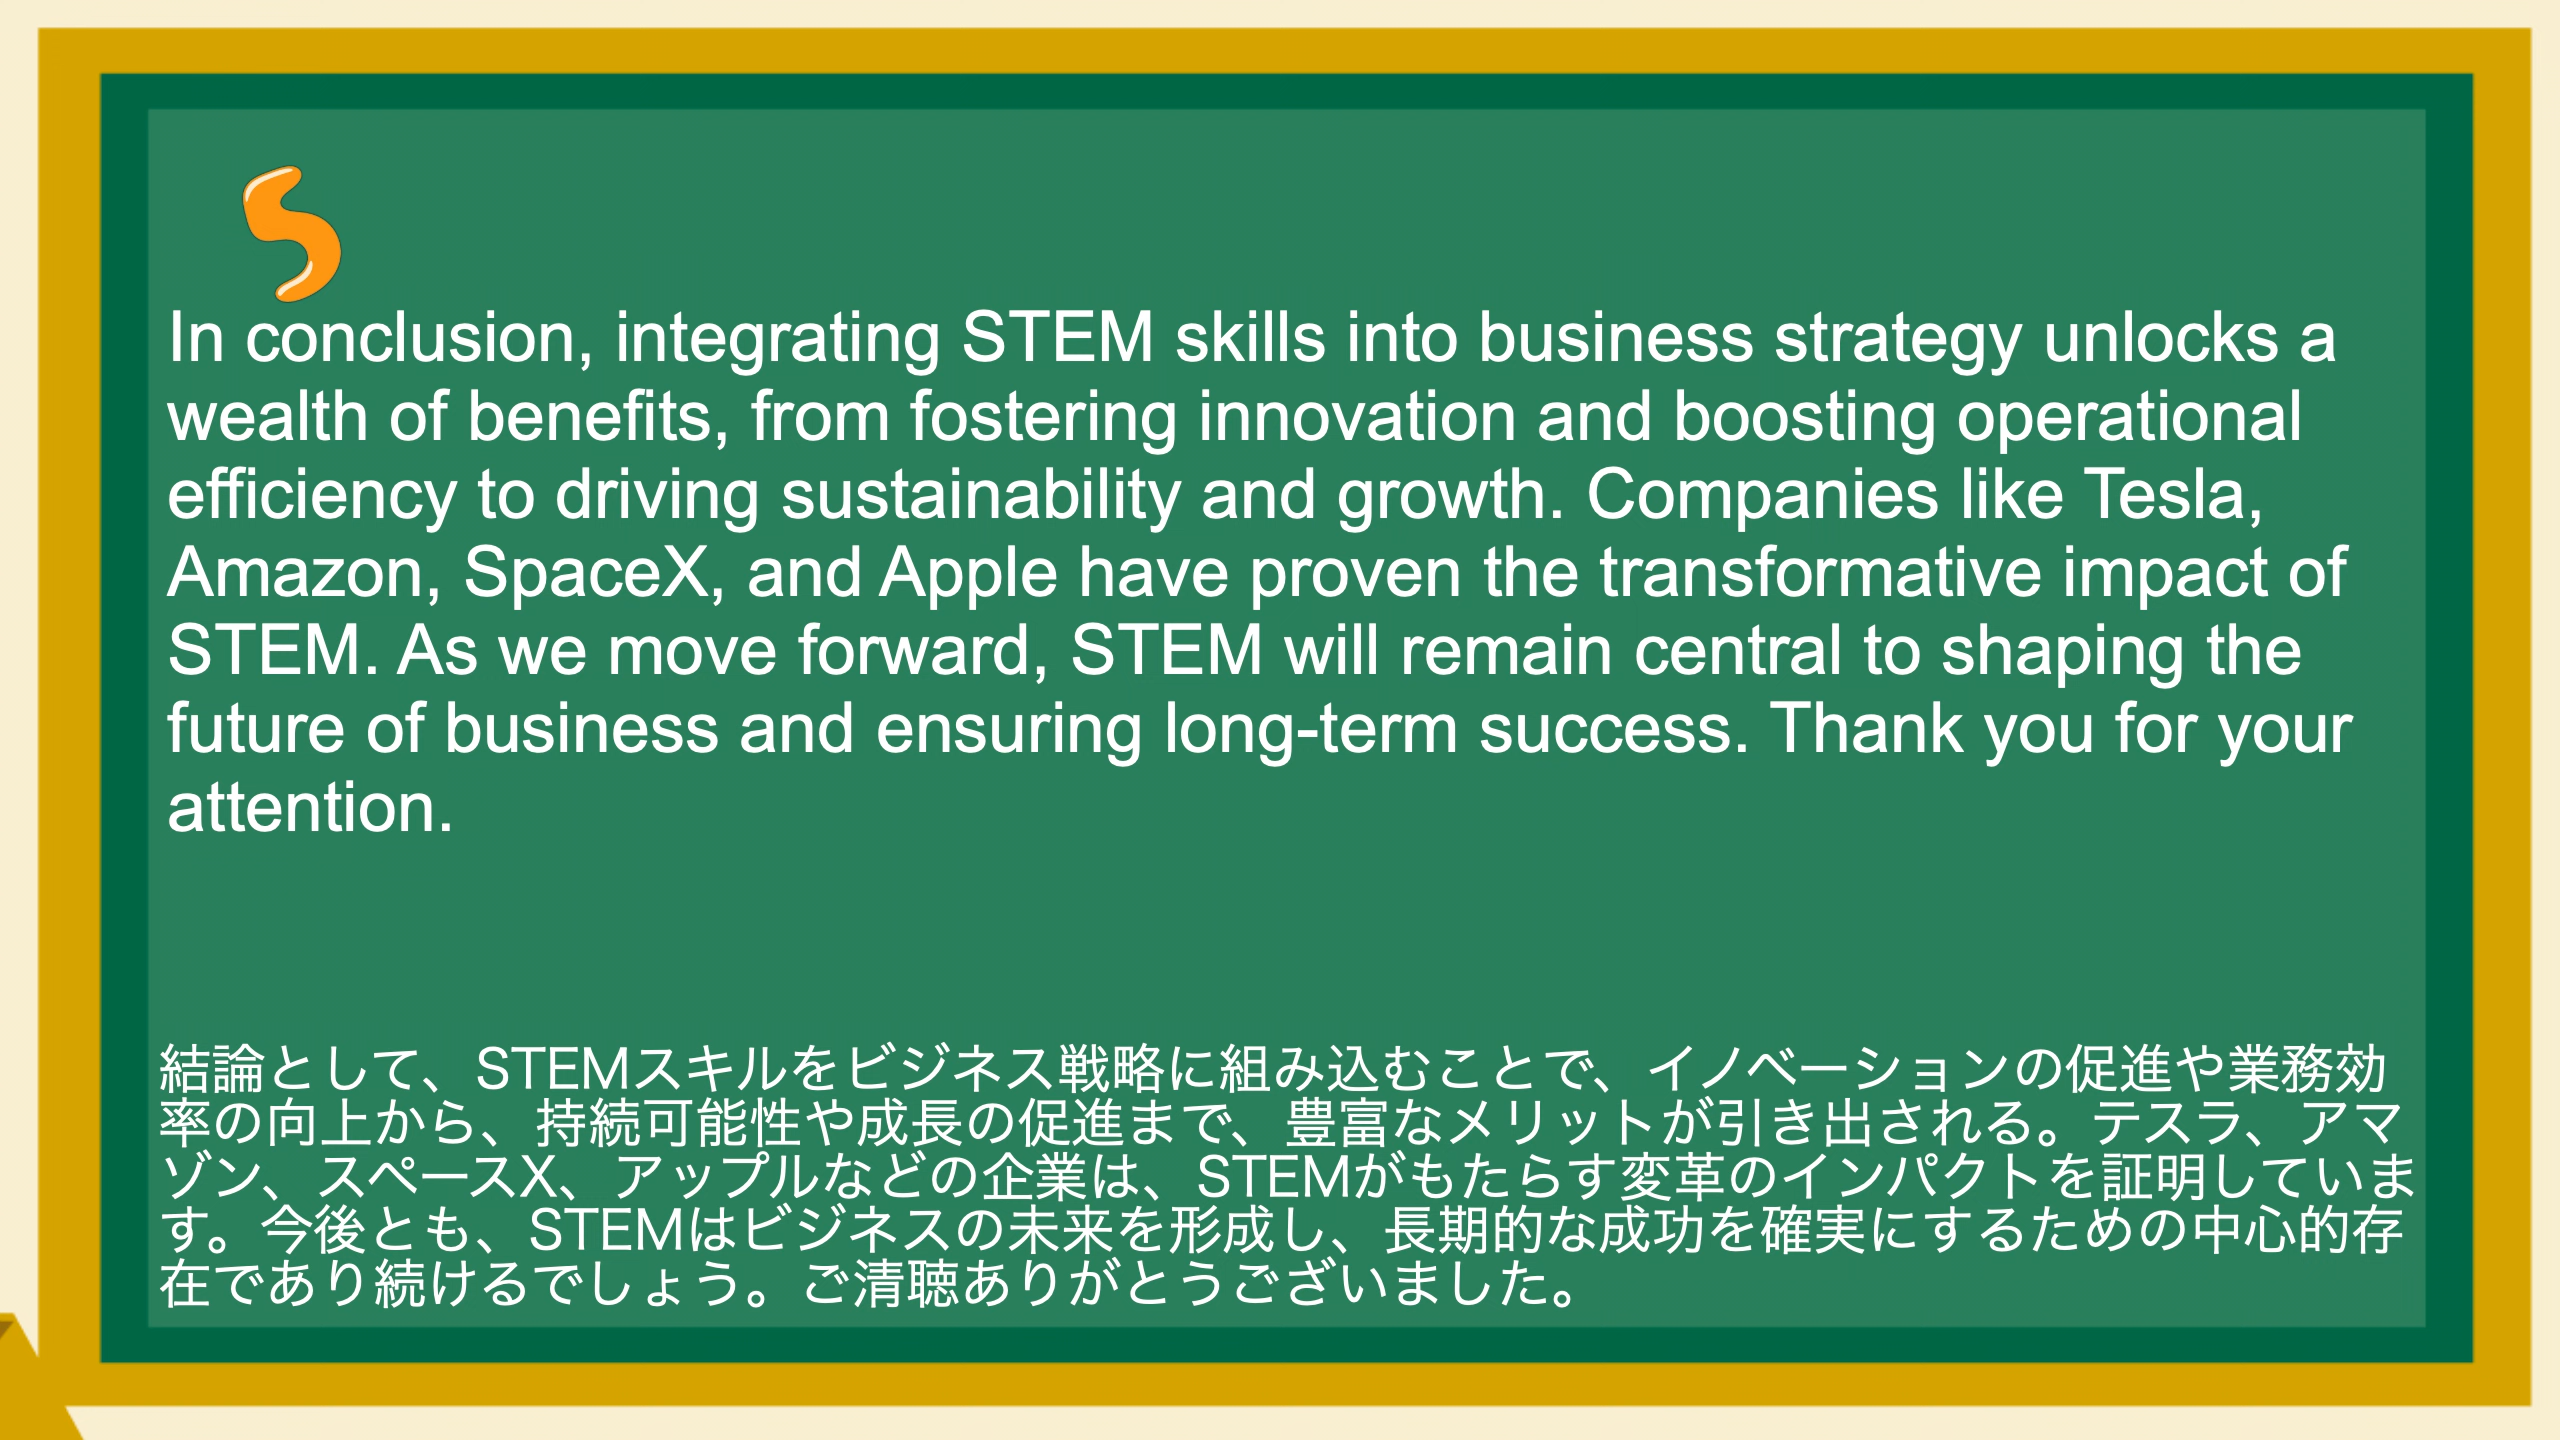 5
In conclusion, integrating STEM skills into business strategy unlocks a
wealth of benefits, from fostering innovation and boosting operational
efficiency to driving sustainability and growth. Companies like Tesla,
Amazon, SpaceX, and Apple have proven the transformative impact of
STEM. As we move forward, STEM will remain central to shaping the
future of business and ensuring long-term success. Thank you for your
attention.
結論として、STEMスキルをビジネス戦略に組み込むことで、イノベーションの促進や業務効
率の向上から、持続可能性や成長の促進まで、豊富なメリットが引き出される。テスラ、アマ
ゾン、スペースX、アップルなどの企業は、STEMがもたらす変革のインパクトを証明していま
す。今後とも、STEMはビジネスの未来を形成し、長期的な成功を確実にするための中心的存
在であり続けるでしょう。ご清聴ありがとうございました。